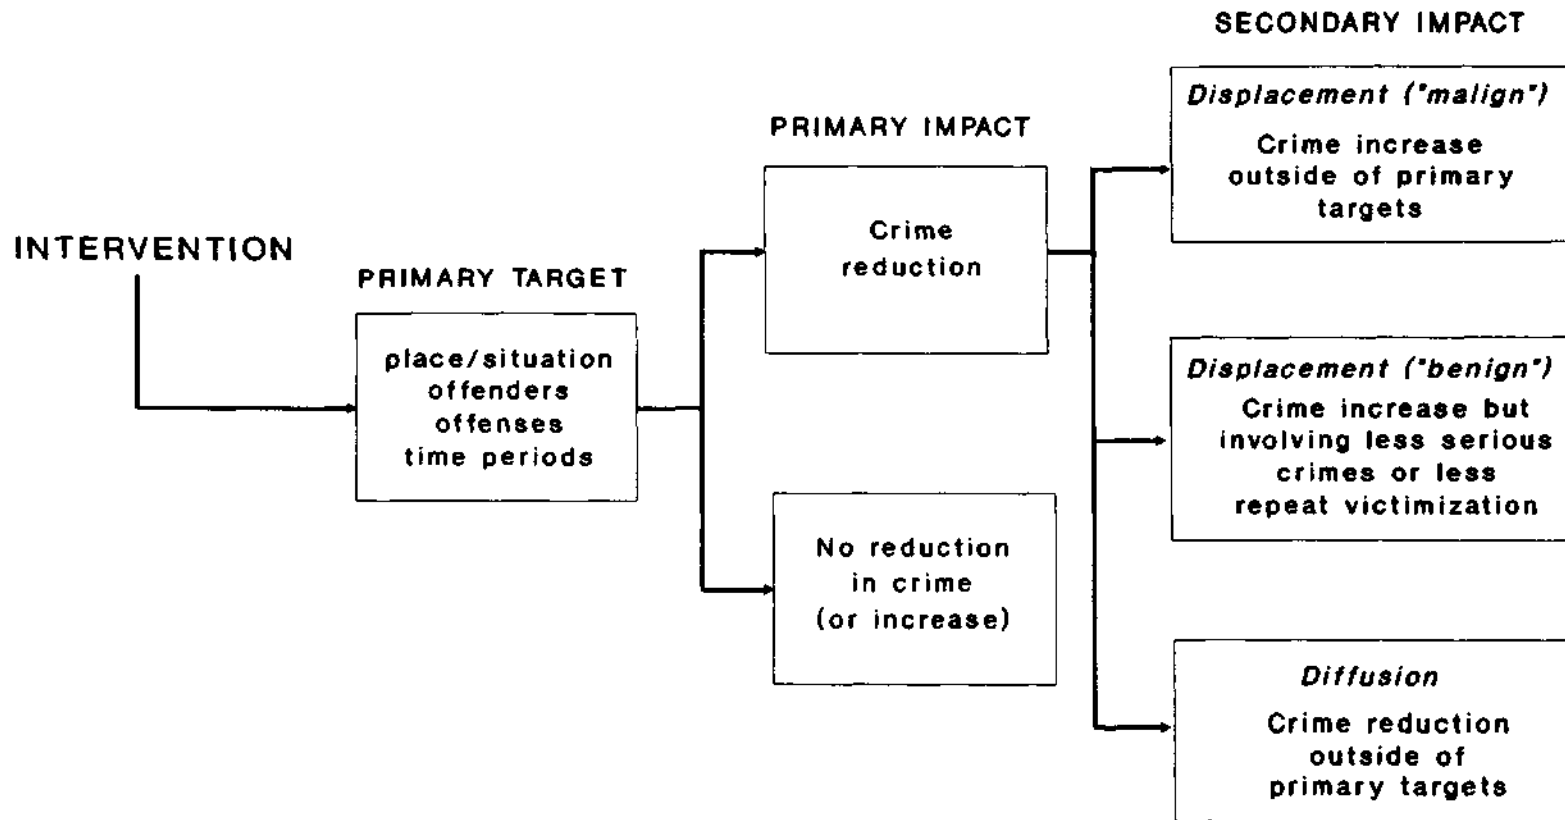 INTERVENTION
PRIMARY TARGET
place/situation
offenders
offenses
time periods
PRIMARY IMPACT
Crime
reduction
No reduction
in crime
(or increase)
SECONDARY IMPACT
Displacement ("malign")
Crime increase
outside of primary
targets
Displacement ("benign")
Crime increase but
involving less serious
crimes or less
repeat victimization
Diffusion
Crime reduction
outside of
primary targets